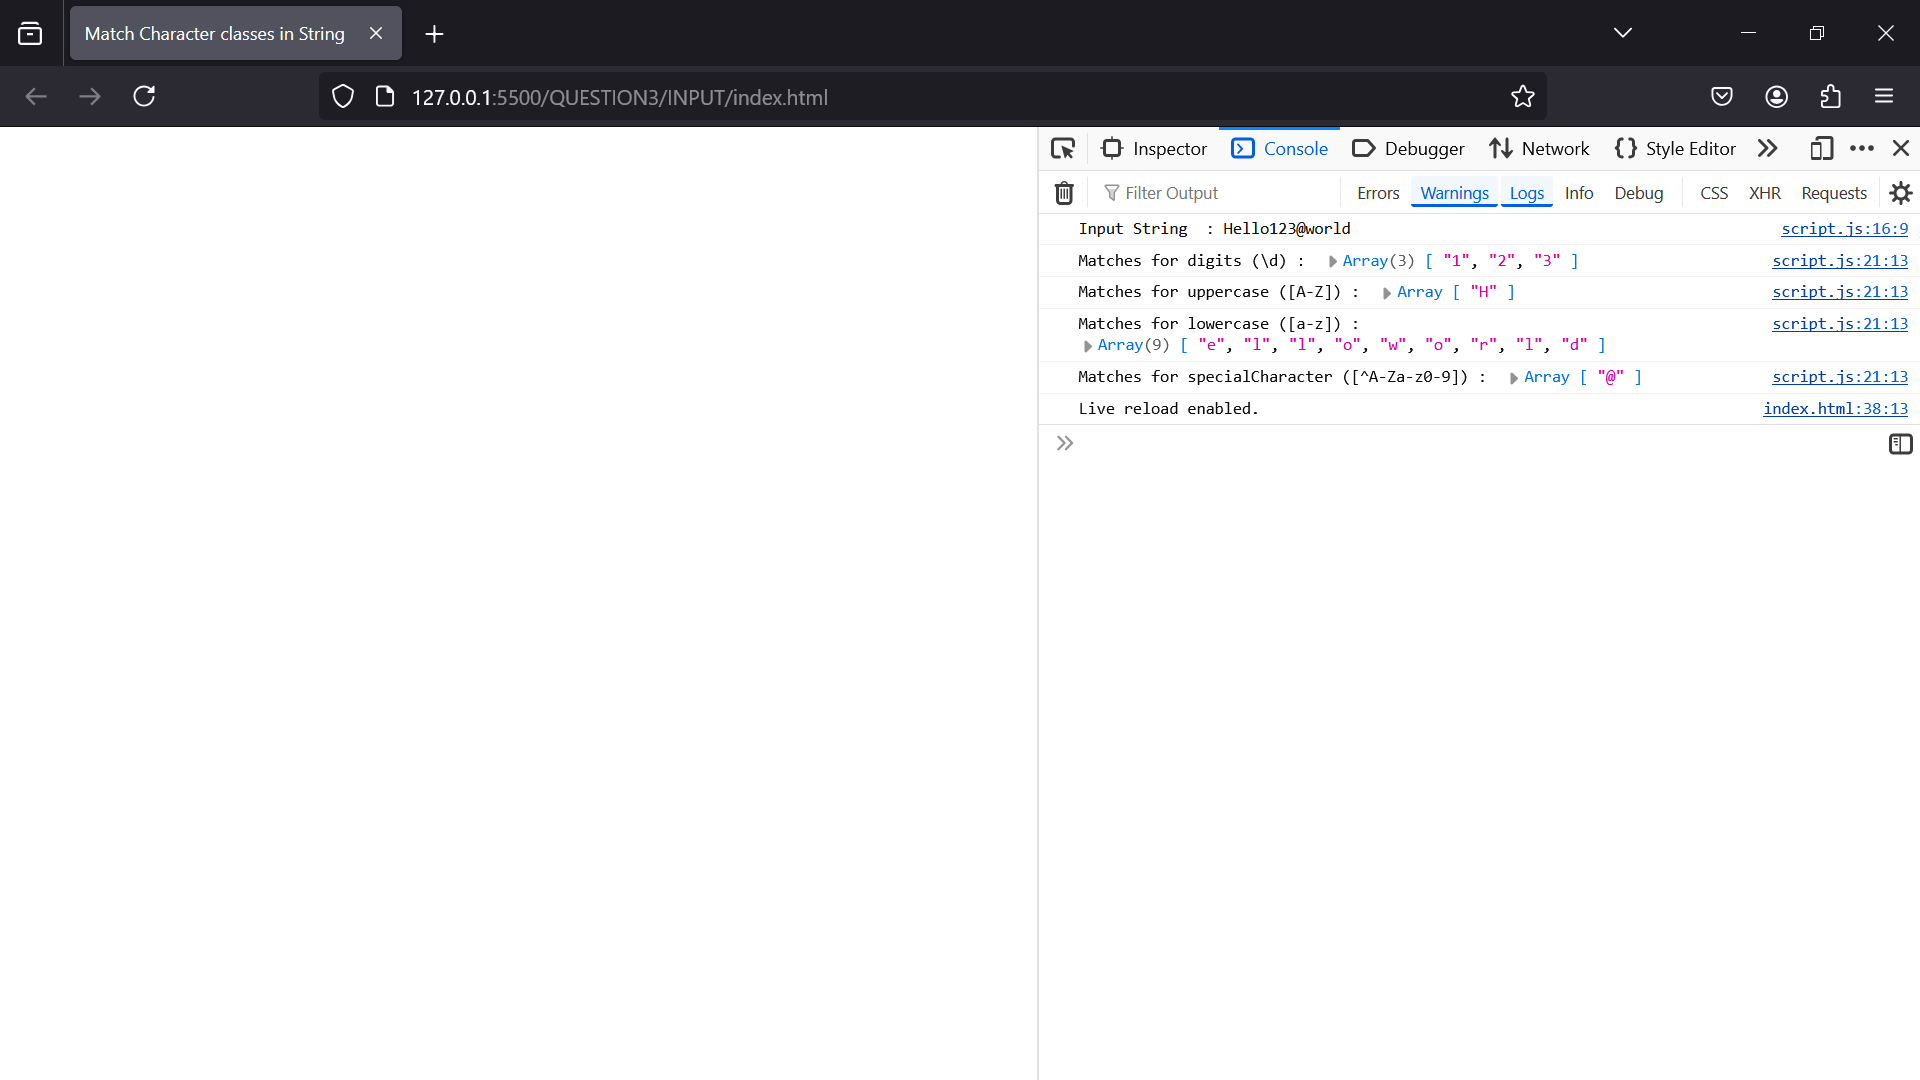 Match Character classes in String
127.0.0.1:5500/QUESTION3/INPUT/index.html
Inspector Console Debugger Network Style Editor
Filter Output Errors Warnings Logs Info Debug CSS XHR Requests
Input String  : Hello123@world script.js:16:9
Matches for digits (\d) : Array(3) [ "1", "2", "3" ] script.js:21:13
Matches for uppercase ([A-Z]) : Array [ "H" ] script.js:21:13
Matches for lowercase ([a-z]) : script.js:21:13
Array(9) [ "e", "l", "l", "o", "w", "o", "r", "l", "d" ]
Matches for specialCharacter ([^A-Za-z0-9]) : Array [ "@" ] script.js:21:13
Live reload enabled. index.html:38:13